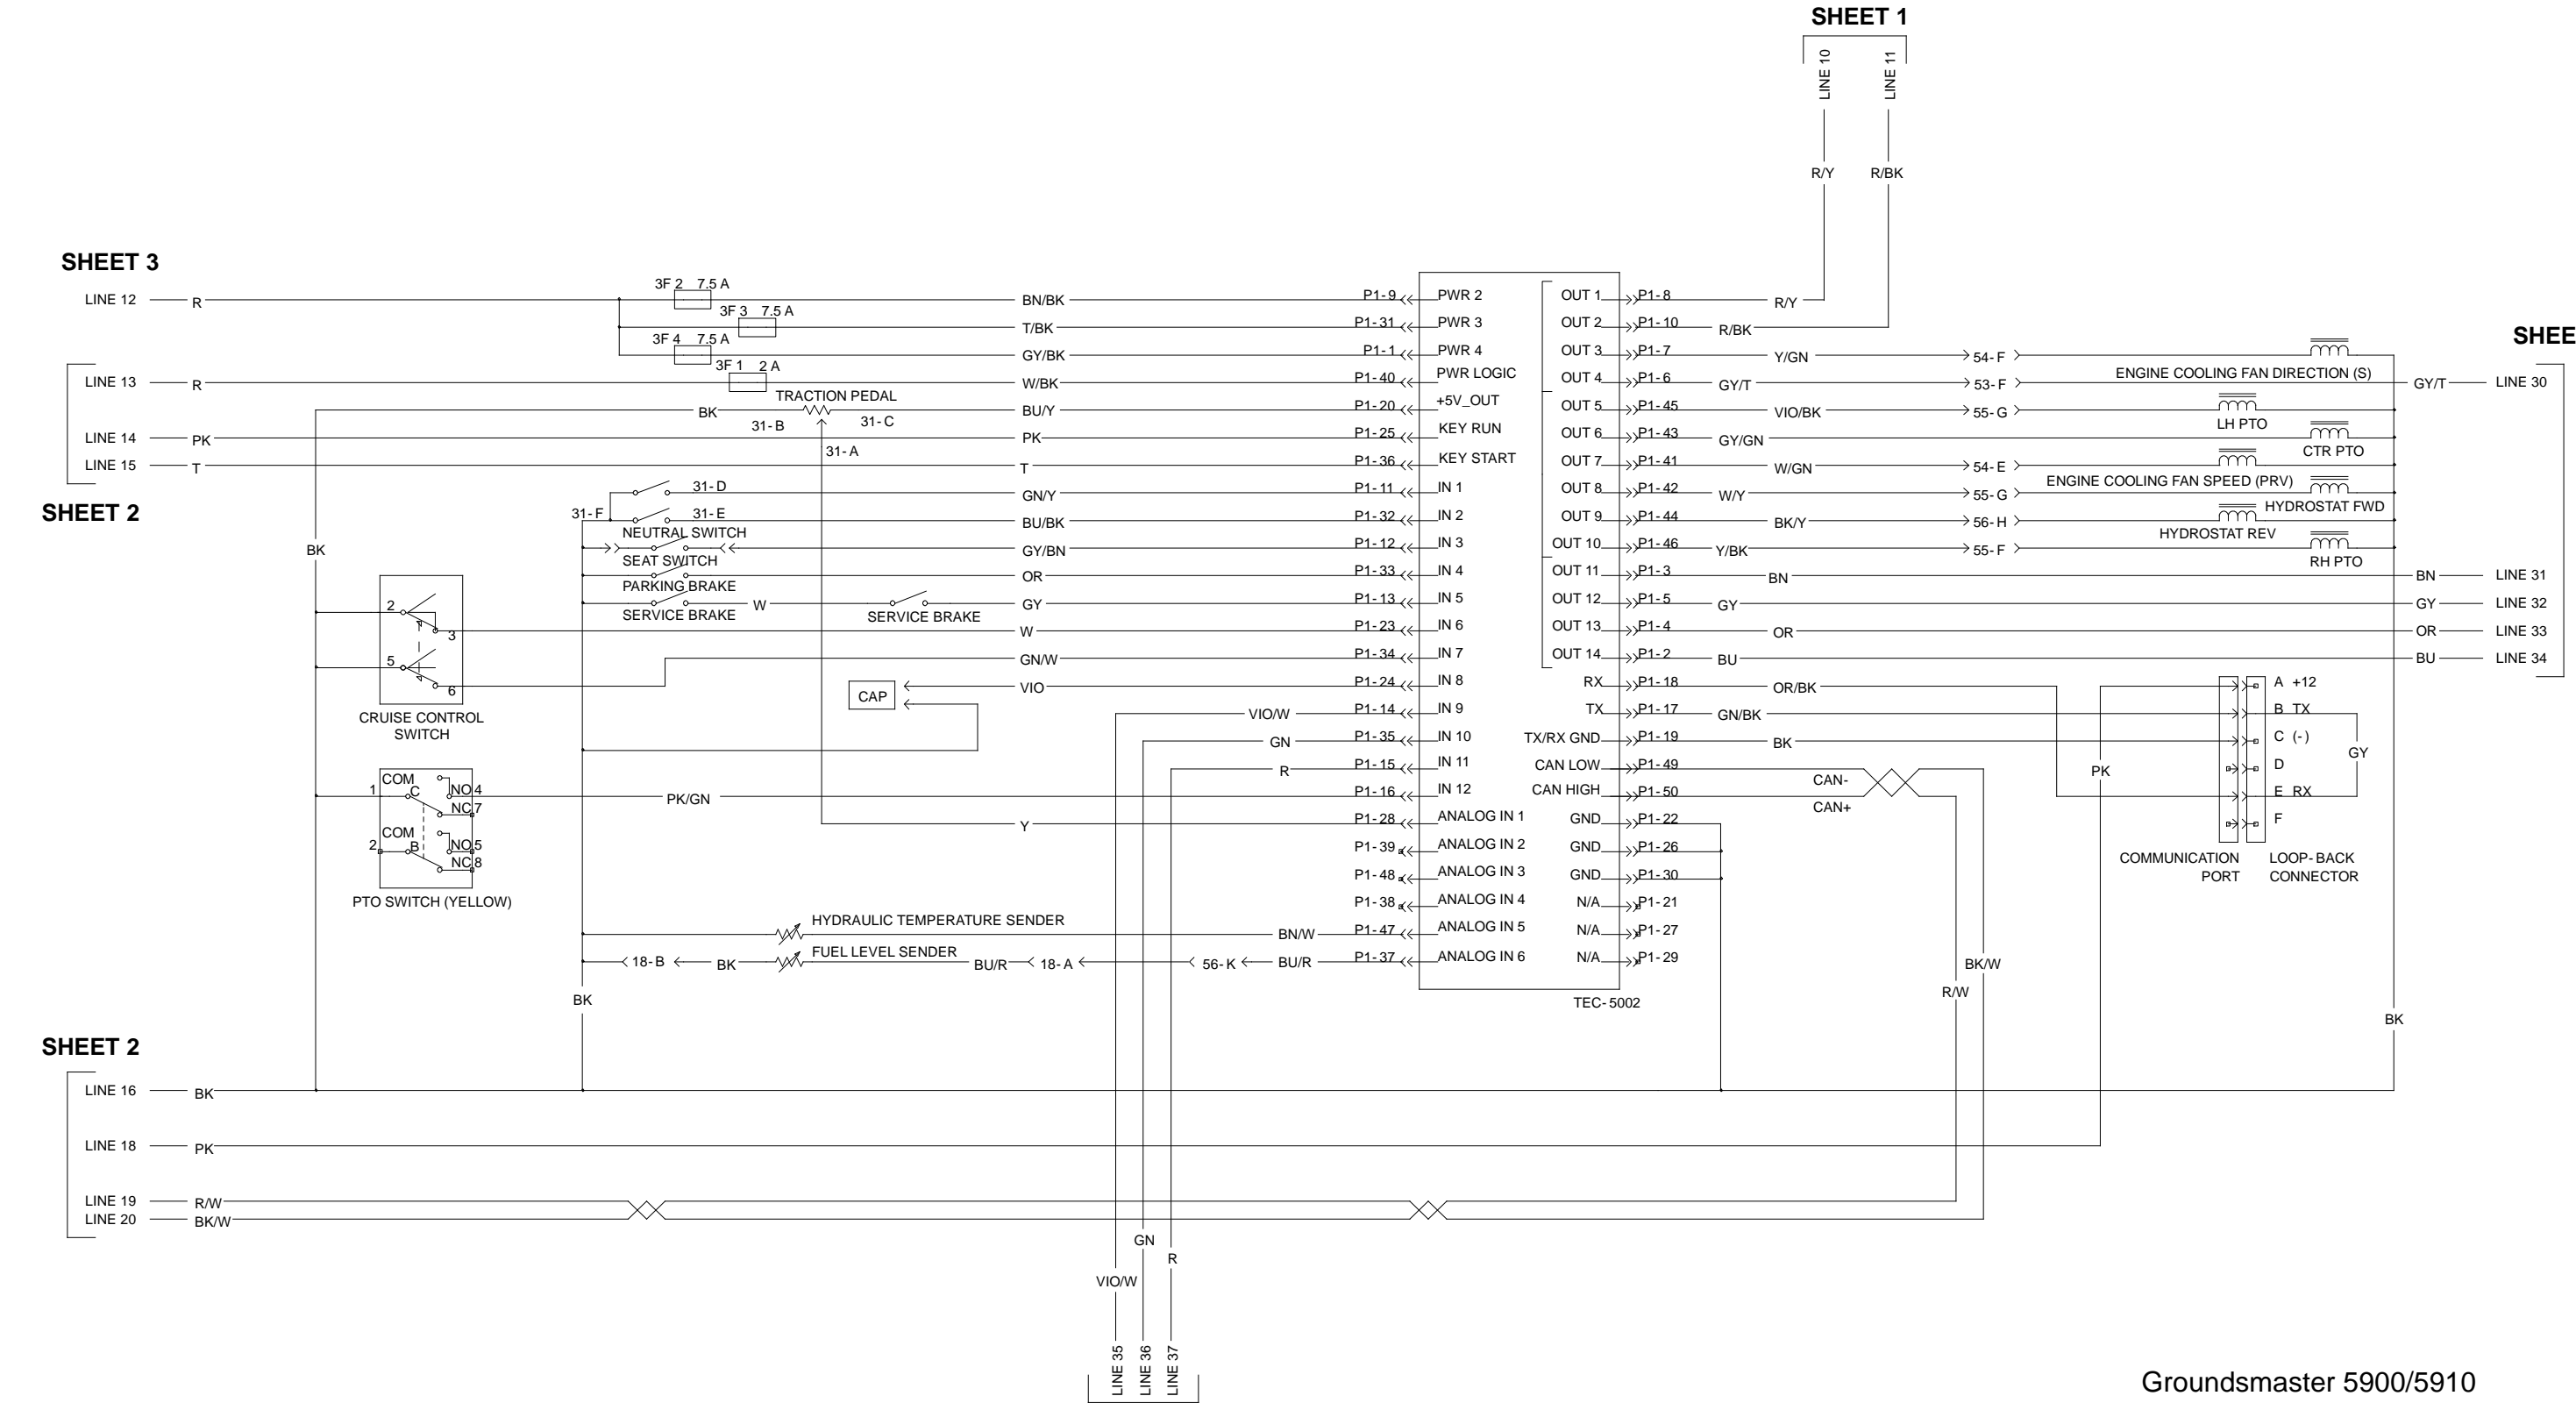 SHEET 1
LINE 10
LINE 11
R/Y
R/BK
SHEET 3
LINE 12 R 3F 2 7.5 A BN/BK P1-9 PWR 2 OUT 1 P1-8 R/Y
3F 3 7.5 A T/BK P1-31 PWR 3 OUT 2 P1-10 R/BK
SHEE
3F 4 7.5 A GY/BK P1-1 PWR 4 OUT 3 P1-7 Y/GN 54-F
ENGINE COOLING FAN DIRECTION (S)
LINE 13 R 3F 1 2 A W/BK P1-40 PWR LOGIC OUT 4 P1-6 GY/T 53-F GY/T LINE 30
TRACTION PEDAL
BK BU/Y P1-20 +5V_OUT OUT 5 P1-45 VIO/BK 55-G
31-B 31-C
LH PTO
LINE 14 PK PK P1-25 KEY RUN OUT 6 P1-43 GY/GN
31-A
CTR PTO
LINE 15 T T P1-36 KEY START OUT 7 P1-41 W/GN 54-E
ENGINE COOLING FAN SPEED (PRV)
31-D GN/Y P1-11 IN 1 OUT 8 P1-42 W/Y 55-G
HYDROSTAT FWD
SHEET 2
31-F 31-E BU/BK P1-32 IN 2 OUT 9 P1-44 BK/Y 56-H
NEUTRAL SWITCH
HYDROSTAT REV
BK GY/BN P1-12 IN 3 OUT 10 P1-46 Y/BK 55-F
SEAT SWITCH
RH PTO
OR P1-33 IN 4 OUT 11 P1-3 BN BN LINE 31
PARKING BRAKE
W GY P1-13 IN 5 OUT 12 P1-5 GY GY LINE 32
SERVICE BRAKE SERVICE BRAKE
2 3 W P1-23 IN 6 OUT 13 P1-4 OR OR LINE 33
5 6 GN/W P1-34 IN 7 OUT 14 P1-2 BU BU LINE 34
CAP VIO P1-24 IN 8 RX P1-18 OR/BK A +12
CRUISE CONTROL
SWITCH
VIO/W P1-14 IN 9 TX P1-17 GN/BK B TX
GN P1-35 IN 10 TX/RX GND P1-19 BK C (-)
GY
R P1-15 IN 11 CAN LOW P1-49 CAN- PK D
COM
1 C NO 4 PK/GN P1-16 IN 12 CAN HIGH P1-50 CAN+ E RX
NC 7
Y P1-28 ANALOG IN 1 GND P1-22 F
COM
2 B NO 5 P1-39 ANALOG IN 2 GND P1-26
NC 8
COMMUNICATION
PORT
LOOP-BACK
CONNECTOR
P1-48 ANALOG IN 3 GND P1-30
PTO SWITCH (YELLOW)
P1-38 ANALOG IN 4 N/A P1-21
HYDRAULIC TEMPERATURE SENDER
BN/W P1-47 ANALOG IN 5 N/A P1-27
FUEL LEVEL SENDER
18-B BK BU/R 18-A 56-K BU/R P1-37 ANALOG IN 6 N/A P1-29
BK/W
R/W
BK
TEC-5002
BK
SHEET 2
LINE 16 BK
LINE 18 PK
LINE 19 R/W
LINE 20 BK/W
GN
R
VIO/W
LINE 35
LINE 36
LINE 37
Groundsmaster 5900/5910